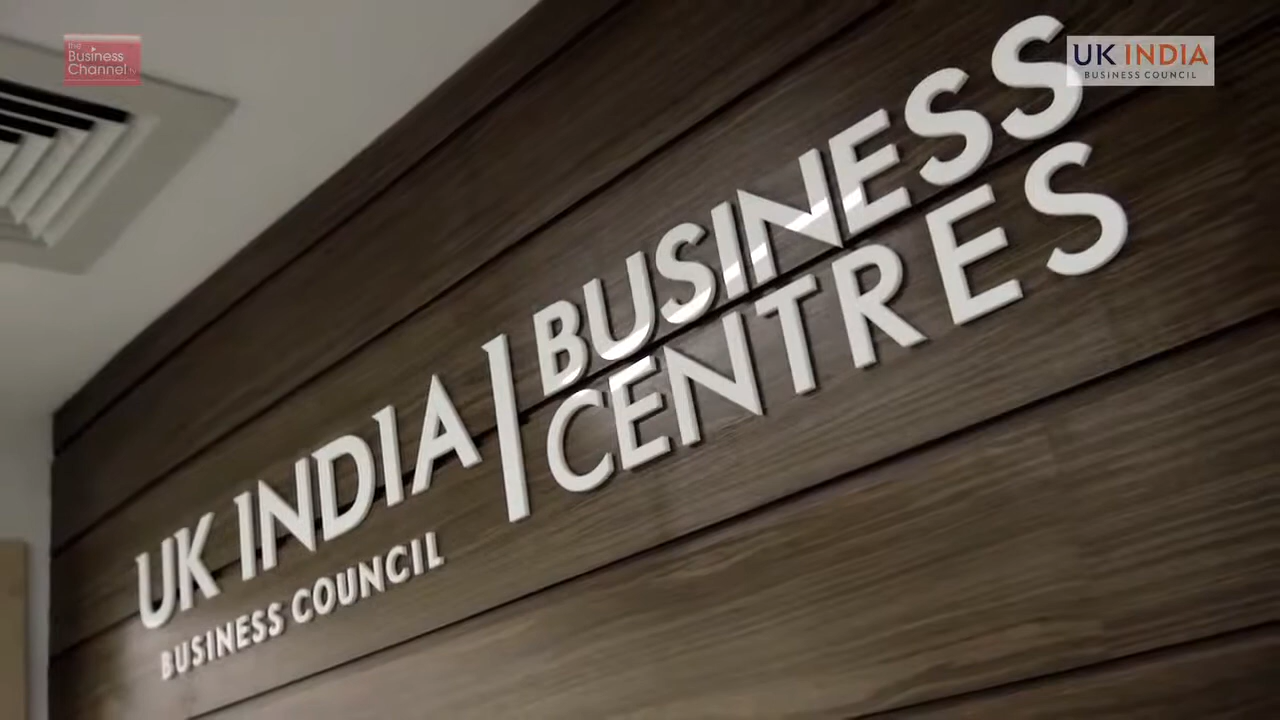 the
Business
Channel tv
UK INDIA
BUSINESS COUNCIL
UK INDIA
BUSINESS COUNCIL
BUSINESS
CENTRES